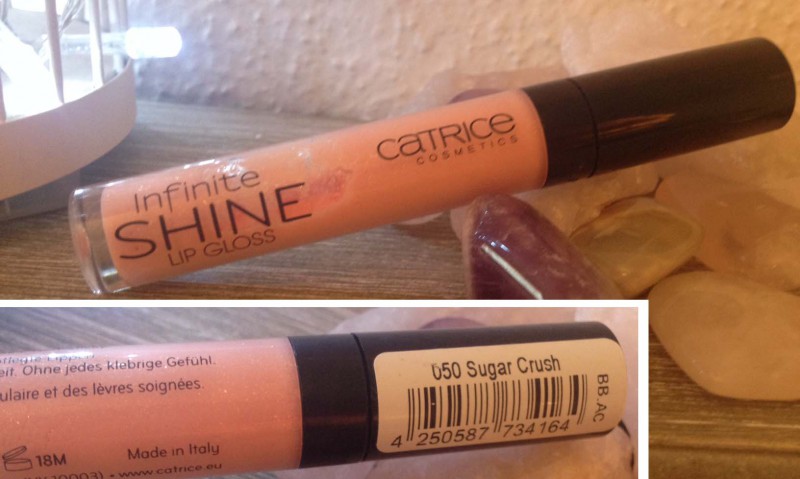 Infinite
SHINE
LIP GLOSS
CATRICE
COSMETICS
eit. Ohne jedes klebrige Gefühl.
ulaire et des lèvres soignées.
18M
Made in Italy
www.catrice.eu
050 Sugar Crush
4 250587 734164
BB.AC